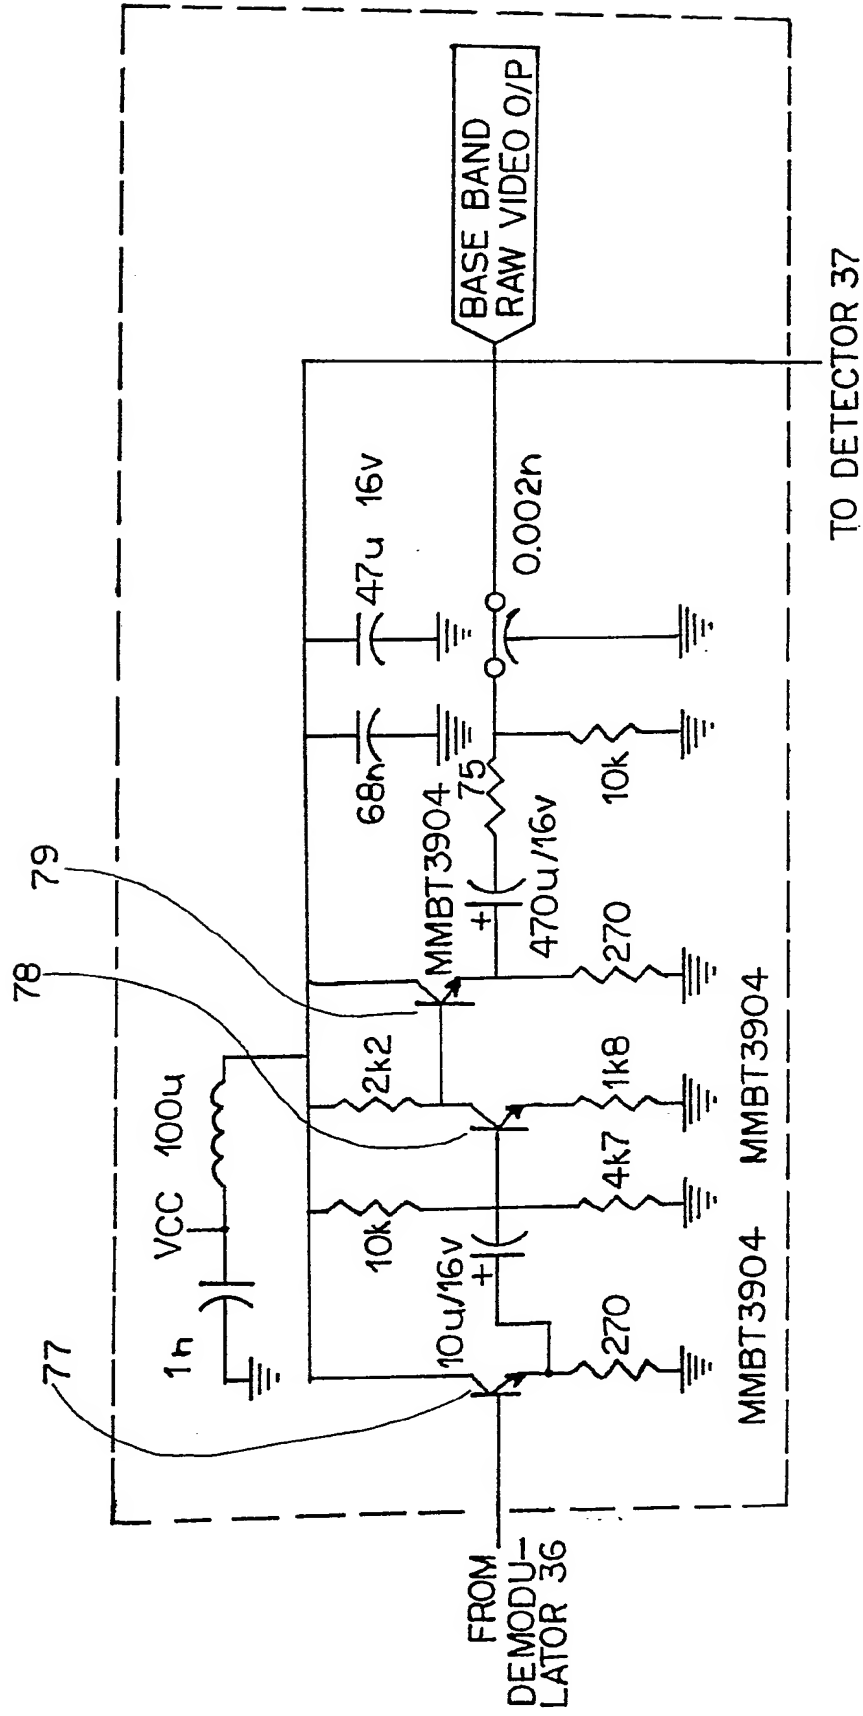 77
78
79
1n
VCC
100u
FROM
DEMODU-
LATOR 36
10u/16v
10k
2k2
68n
47u 16v
MMBT3904
75
470u/16v
0.002n
BASE BAND
RAW VIDEO O/P
270
4k7
1k8
270
10k
MMBT3904
MMBT3904
TO DETECTOR 37